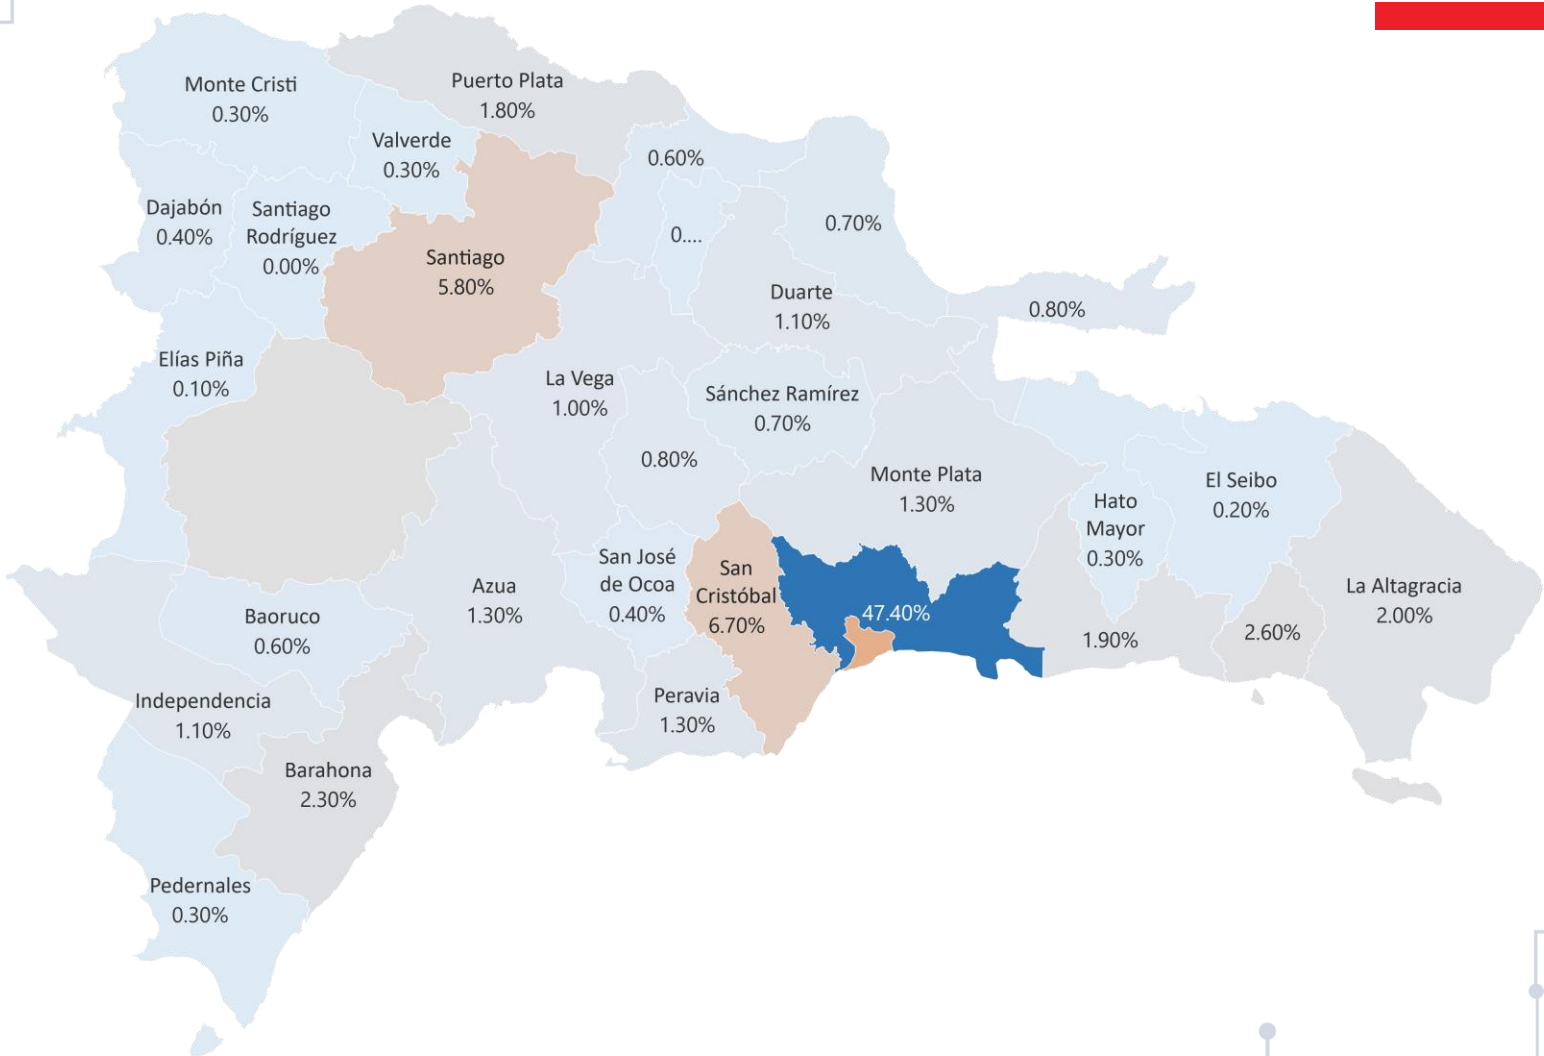 Monte Cristi
0.30%
Puerto Plata
1.80%
Valverde
0.30%
0.60%
Dajabón
0.40%
Santiago
Rodríguez
0.00%
0....
0.70%
Santiago
5.80%
Duarte
1.10%
0.80%
Elías Piña
0.10%
La Vega
1.00%
Sánchez Ramírez
0.70%
0.80%
Monte Plata
1.30%
El Seibo
0.20%
Hato
Mayor
0.30%
San José
de Ocoa
0.40%
San
Cristóbal
6.70%
Azua
1.30%
La Altagracia
2.00%
Baoruco
0.60%
47.40%
1.90%
2.60%
Independencia
1.10%
Peravia
1.30%
Barahona
2.30%
Pedernales
0.30%